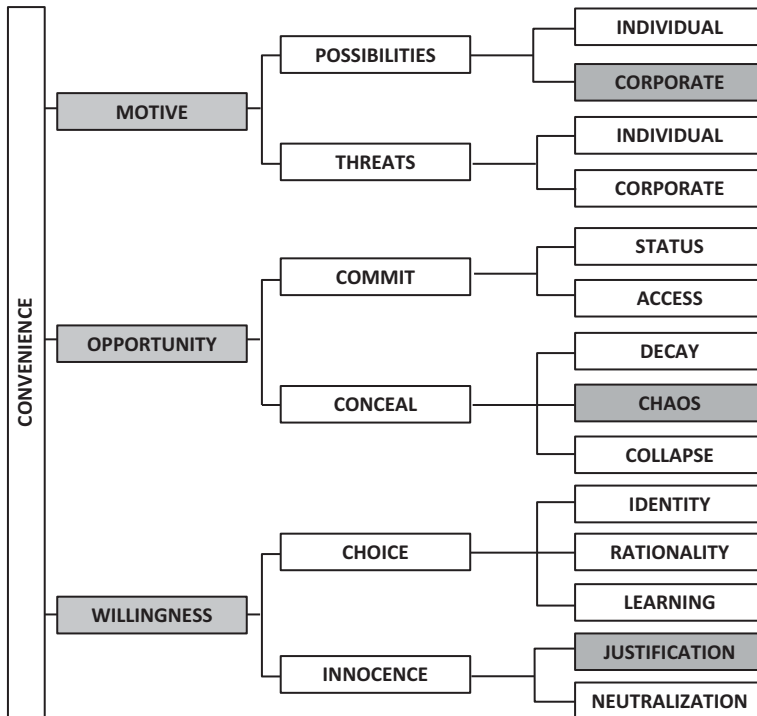 CONVENIENCE
MOTIVE
POSSIBILITIES
INDIVIDUAL
CORPORATE
THREATS
INDIVIDUAL
CORPORATE
OPPORTUNITY
COMMIT
STATUS
ACCESS
CONCEAL
DECAY
CHAOS
COLLAPSE
WILLINGNESS
CHOICE
IDENTITY
RATIONALITY
LEARNING
INNOCENCE
JUSTIFICATION
NEUTRALIZATION